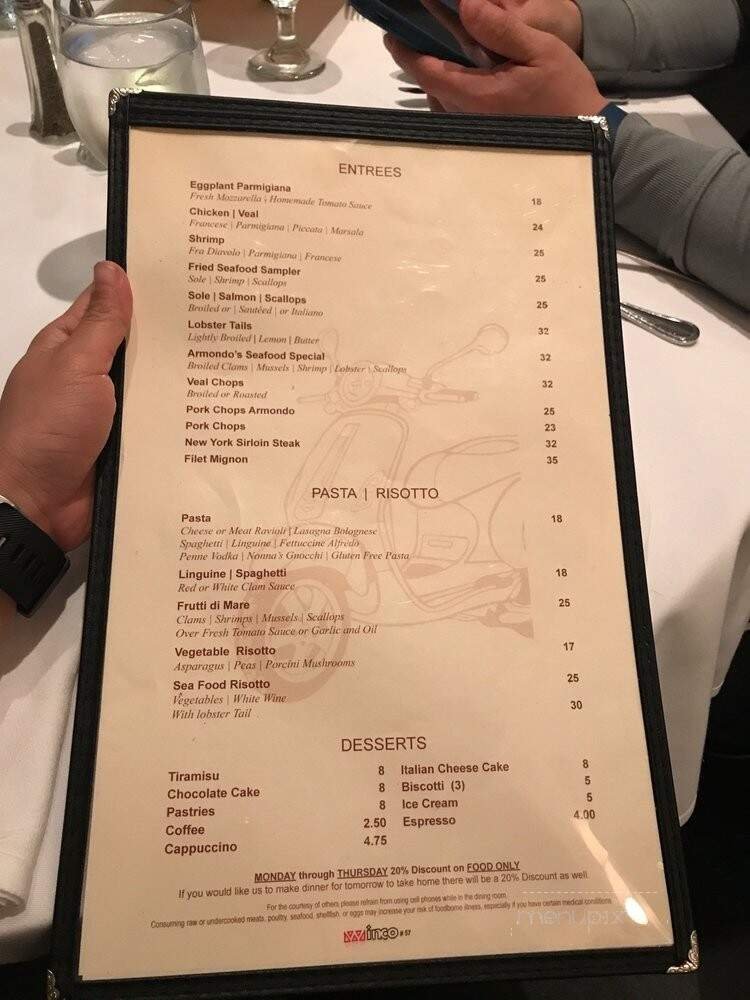 ENTREES
Eggplant Parmigiana 18
Fresh Mozzarella | Homemade Tomato Sauce
Chicken | Veal 24
Francese | Parmigiana | Piccata | Marsala
Shrimp 25
Fra Diavolo | Parmigiana | Francese
Fried Seafood Sampler 25
Sole | Shrimp | Scallops
Sole | Salmon | Scallops 25
Broiled or | Sautéed | or Italiano
Lobster Tails 32
Lightly Broiled | Lemon | Butter
Armondo's Seafood Special 32
Broiled Clams | Mussels | Shrimp | Lobster | Scallops
Veal Chops 32
Broiled or Roasted
Pork Chops Armondo 25
Pork Chops 23
New York Sirloin Steak 32
Filet Mignon 35
PASTA | RISOTTO
Pasta 18
Cheese or Meat Ravioli | Lasagna Bolognese
Spaghetti | Linguine | Fettuccine Alfredo
Penne Vodka | Nonna's Gnocchi | Gluten Free Pasta
Linguine | Spaghetti 18
Red or White Clam Sauce
Frutti di Mare 25
Clams | Shrimps | Mussels | Scallops
Over Fresh Tomato Sauce or Garlic and Oil
Vegetable Risotto 17
Asparagus | Peas | Porcini Mushrooms
Sea Food Risotto 25
Vegetables | White Wine
With lobster Tail 30
DESSERTS
Tiramisu 8 Italian Cheese Cake 8
Chocolate Cake 8 Biscotti (3) 5
Pastries 8 Ice Cream 5
Coffee 2.50 Espresso 4.00
Cappuccino 4.75
MONDAY through THURSDAY 20% Discount on FOOD ONLY
If you would like us to make dinner for tomorrow to take home there will be a 20% Discount as well.
For the courtesy of others please refrain from using cell phones while in the dining room.
Consuming raw or undercooked meats, poultry, seafood, shellfish, or eggs may increase your risk of foodborne illness, especially if you have certain medical conditions
menupix
Winco # 57